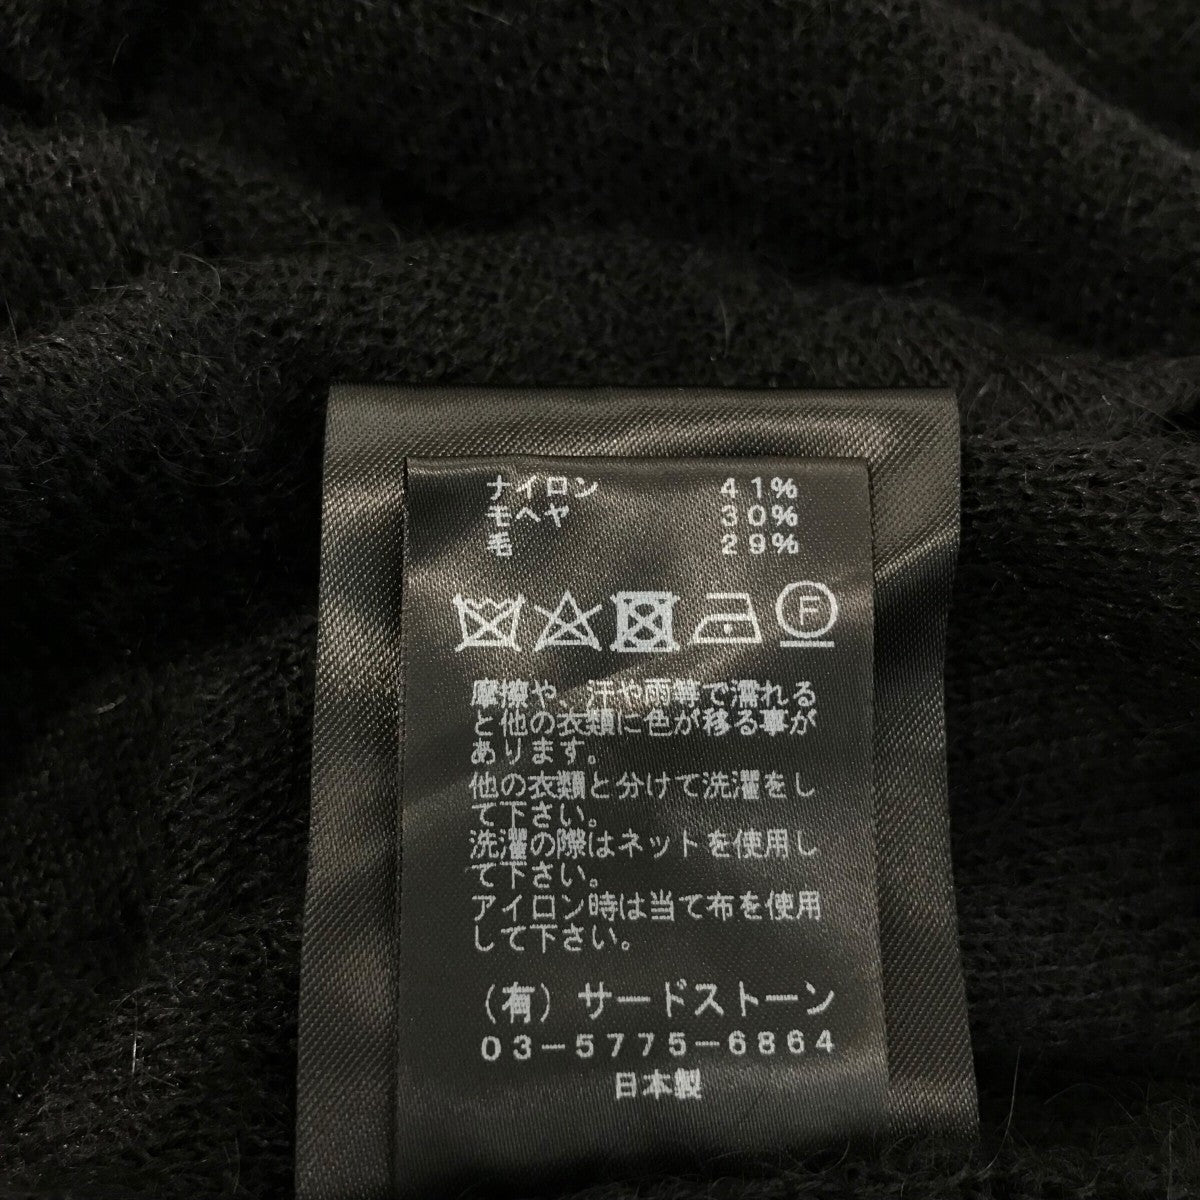 ナイロン 41%
モヘヤ 30%
毛 29%
F
摩擦や、汗や雨等で濡れる
と他の衣類に色が移る事が
あります。
他の衣類と分けて洗濯をし
て下さい。
洗濯の際はネットを使用し
て下さい。
アイロン時は当て布を使用
して下さい。
(有)サードストーン
03-5775-6864
日本製